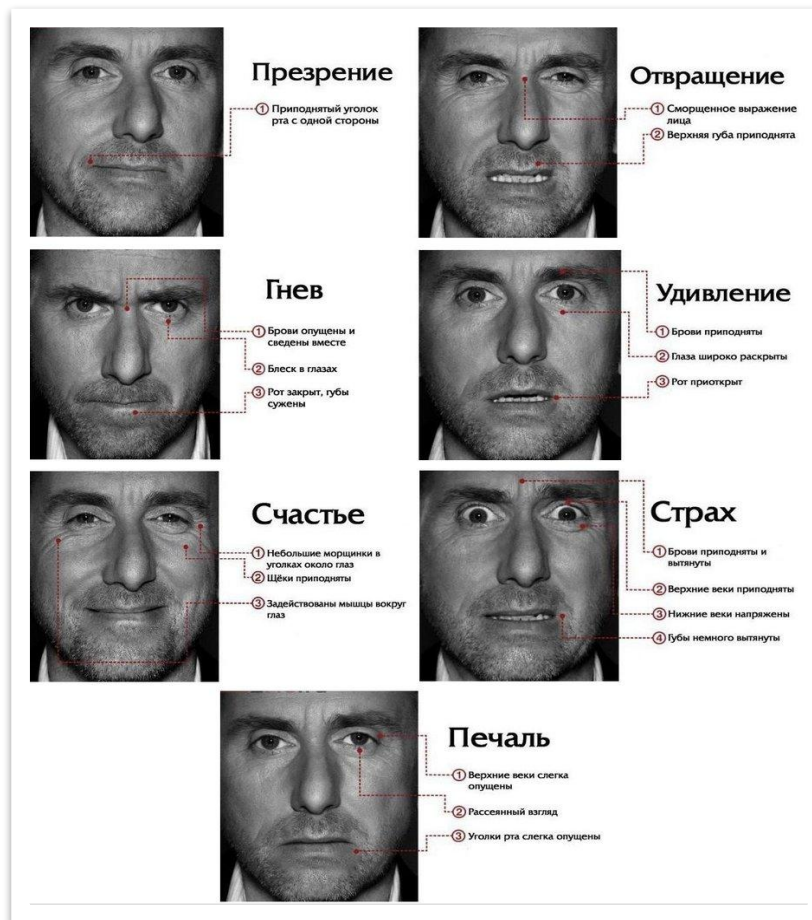 Презрение
① Приподнятый уголок
рта с одной стороны
Отвращение
① Сморщенное выражение
лица
② Верхняя губа приподнята
Гнев
① Брови опущены и
сведены вместе
② Блеск в глазах
③ Рот закрыт, губы
сужены
Удивление
① Брови приподняты
② Глаза широко раскрыты
③ Рот приоткрыт
Счастье
① Небольшие морщинки в
уголках около глаз
② Щёки приподняты
③ Задействованы мышцы вокруг
глаз
Страх
① Брови приподняты и
вытянуты
② Верхние веки приподняты
③ Нижние веки напряжены
④ Губы немного вытянуты
Печаль
① Верхние веки слегка
опущены
② Рассеянный взгляд
③ Уголки рта слегка опущены